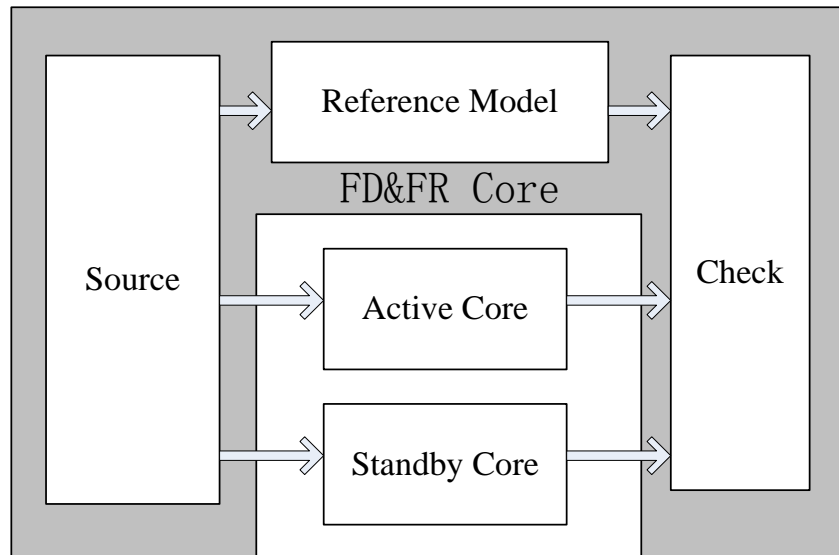 Reference Model
FD&FR Core
Source
Active Core
Check
Standby Core